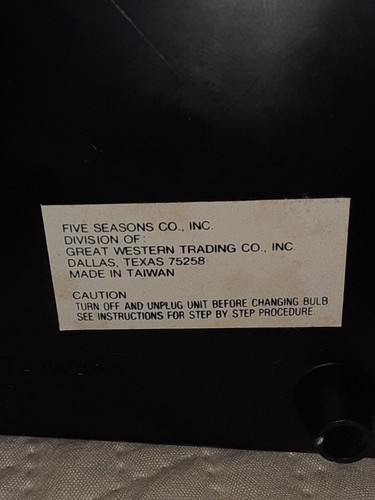 FIVE SEASONS CO., INC.
DIVISION OF:
GREAT WESTERN TRADING CO., INC.
DALLAS, TEXAS 75258
MADE IN TAIWAN
CAUTION
TURN OFF AND UNPLUG UNIT BEFORE CHANGING BULB
SEE INSTRUCTIONS FOR STEP BY STEP PROCEDURE